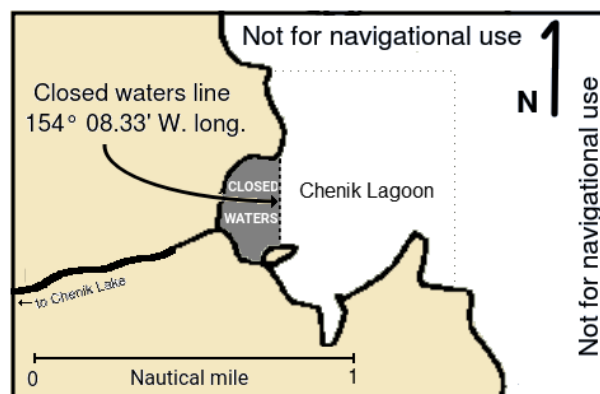 Not for navigational use
Closed waters line
154° 08.33' W. long.
N
Not for navigational use
CLOSED
WATERS
Chenik Lagoon
← to Chenik Lake
0 Nautical mile 1